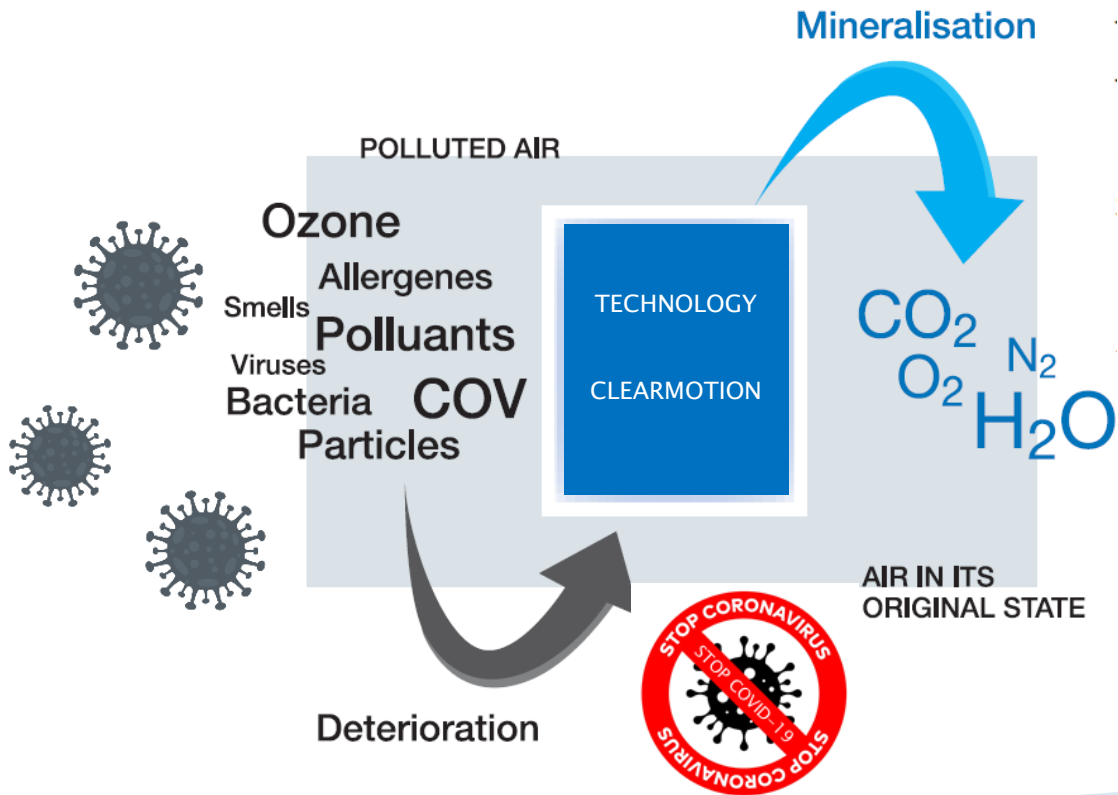 Mineralisation
POLLUTED AIR
Ozone
Allergenes
Smells
Polluants
Viruses
Bacteria
COV
Particles
TECHNOLOGY
CLEARMOTION
CO₂
N₂
O₂
H₂O
AIR IN ITS
ORIGINAL STATE
Deterioration
STOP CORONAVIRUS
STOP COVID-19
STOP CORONAVIRUS